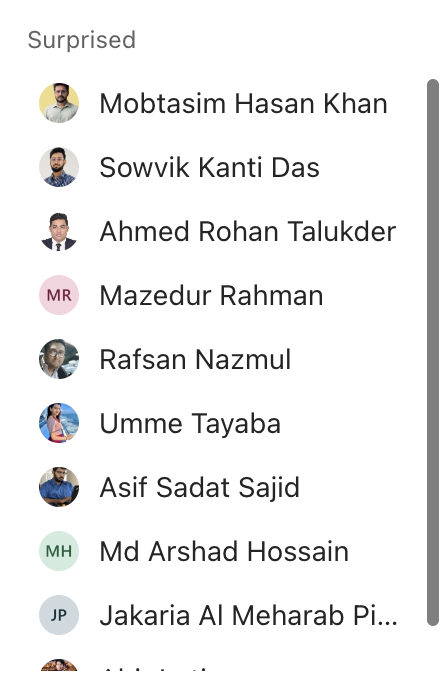 Surprised
Mobtasim Hasan Khan
Sowvik Kanti Das
Ahmed Rohan Talukder
MR Mazedur Rahman
Rafsan Nazmul
Umme Tayaba
Asif Sadat Sajid
MH Md Arshad Hossain
JP Jakaria Al Meharab Pi...